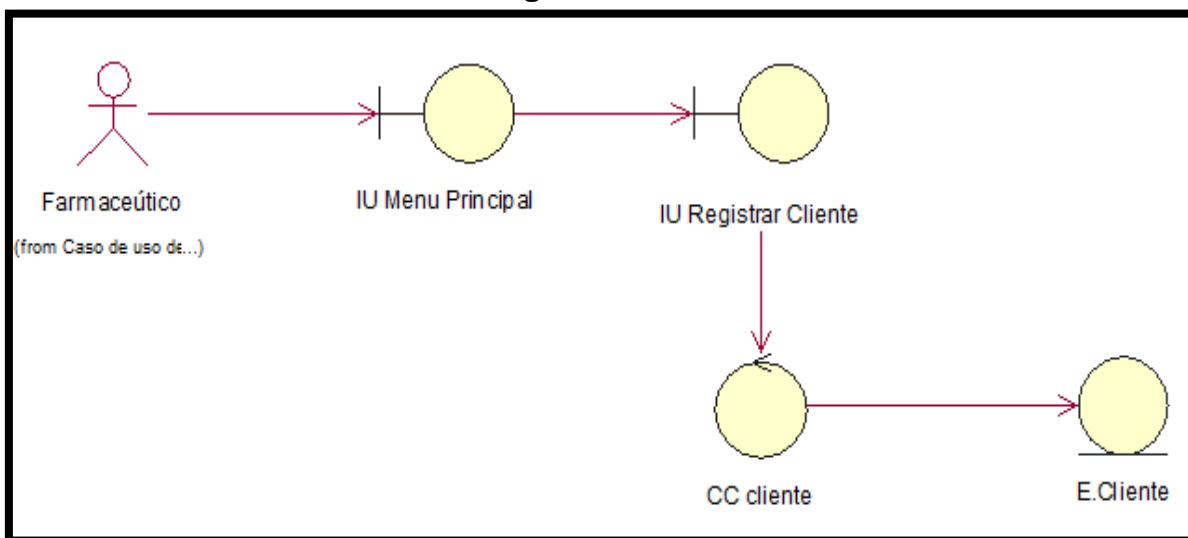 Farmaceútico
(from Caso de uso de...)
IU Menu Principal
IU Registrar Cliente
CC cliente
E.Cliente